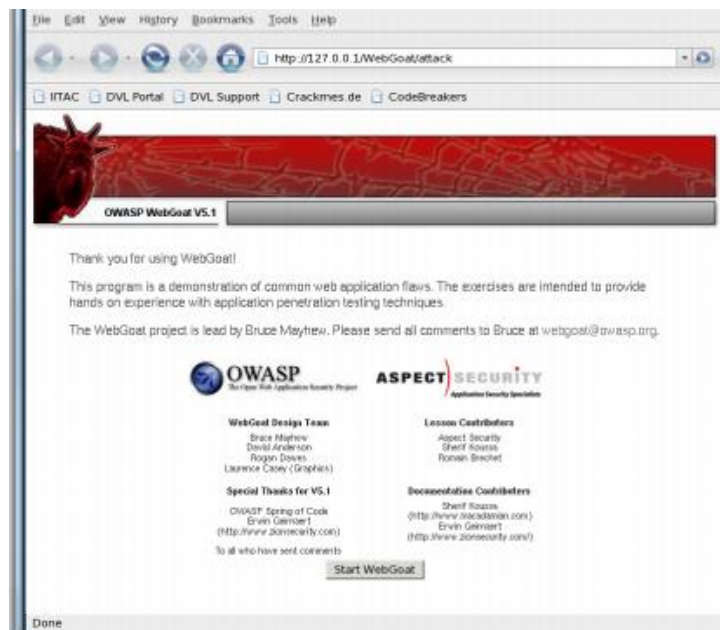 File Edit View History Bookmarks Tools Help
http://127.0.0.1/WebGoat/attack
IITAC DVL Portal DVL Support Crackmes.de CodeBreakers
OWASP WebGoat V5.1
Thank you for using WebGoat!
This program is a demonstration of common web application flaws. The exercises are intended to provide
hands on experience with application penetration testing techniques.
The WebGoat project is lead by Bruce Mayhew. Please send all comments to Bruce at webgoat@owasp.org.
OWASP
The Open Web Application Security Project
ASPECT SECURITY
Application Security Specialists
WebGoat Design Team
Bruce Mayhew
David Anderson
Rogan Dawes
Laurence Casey (Graphics)
Lesson Contributers
Aspect Security
Sherif Koussa
Romain Brechet
Special Thanks for V5.1
OWASP Spring of Code
Erwin Geirnaert
(http://www.zionsecurity.com)
To all who have sent comments
Documentation Contributers
Sherif Koussa
(http://www.macadamian.com)
Erwin Geirnaert
(http://www.zionsecurity.com/)
Start WebGoat
Done